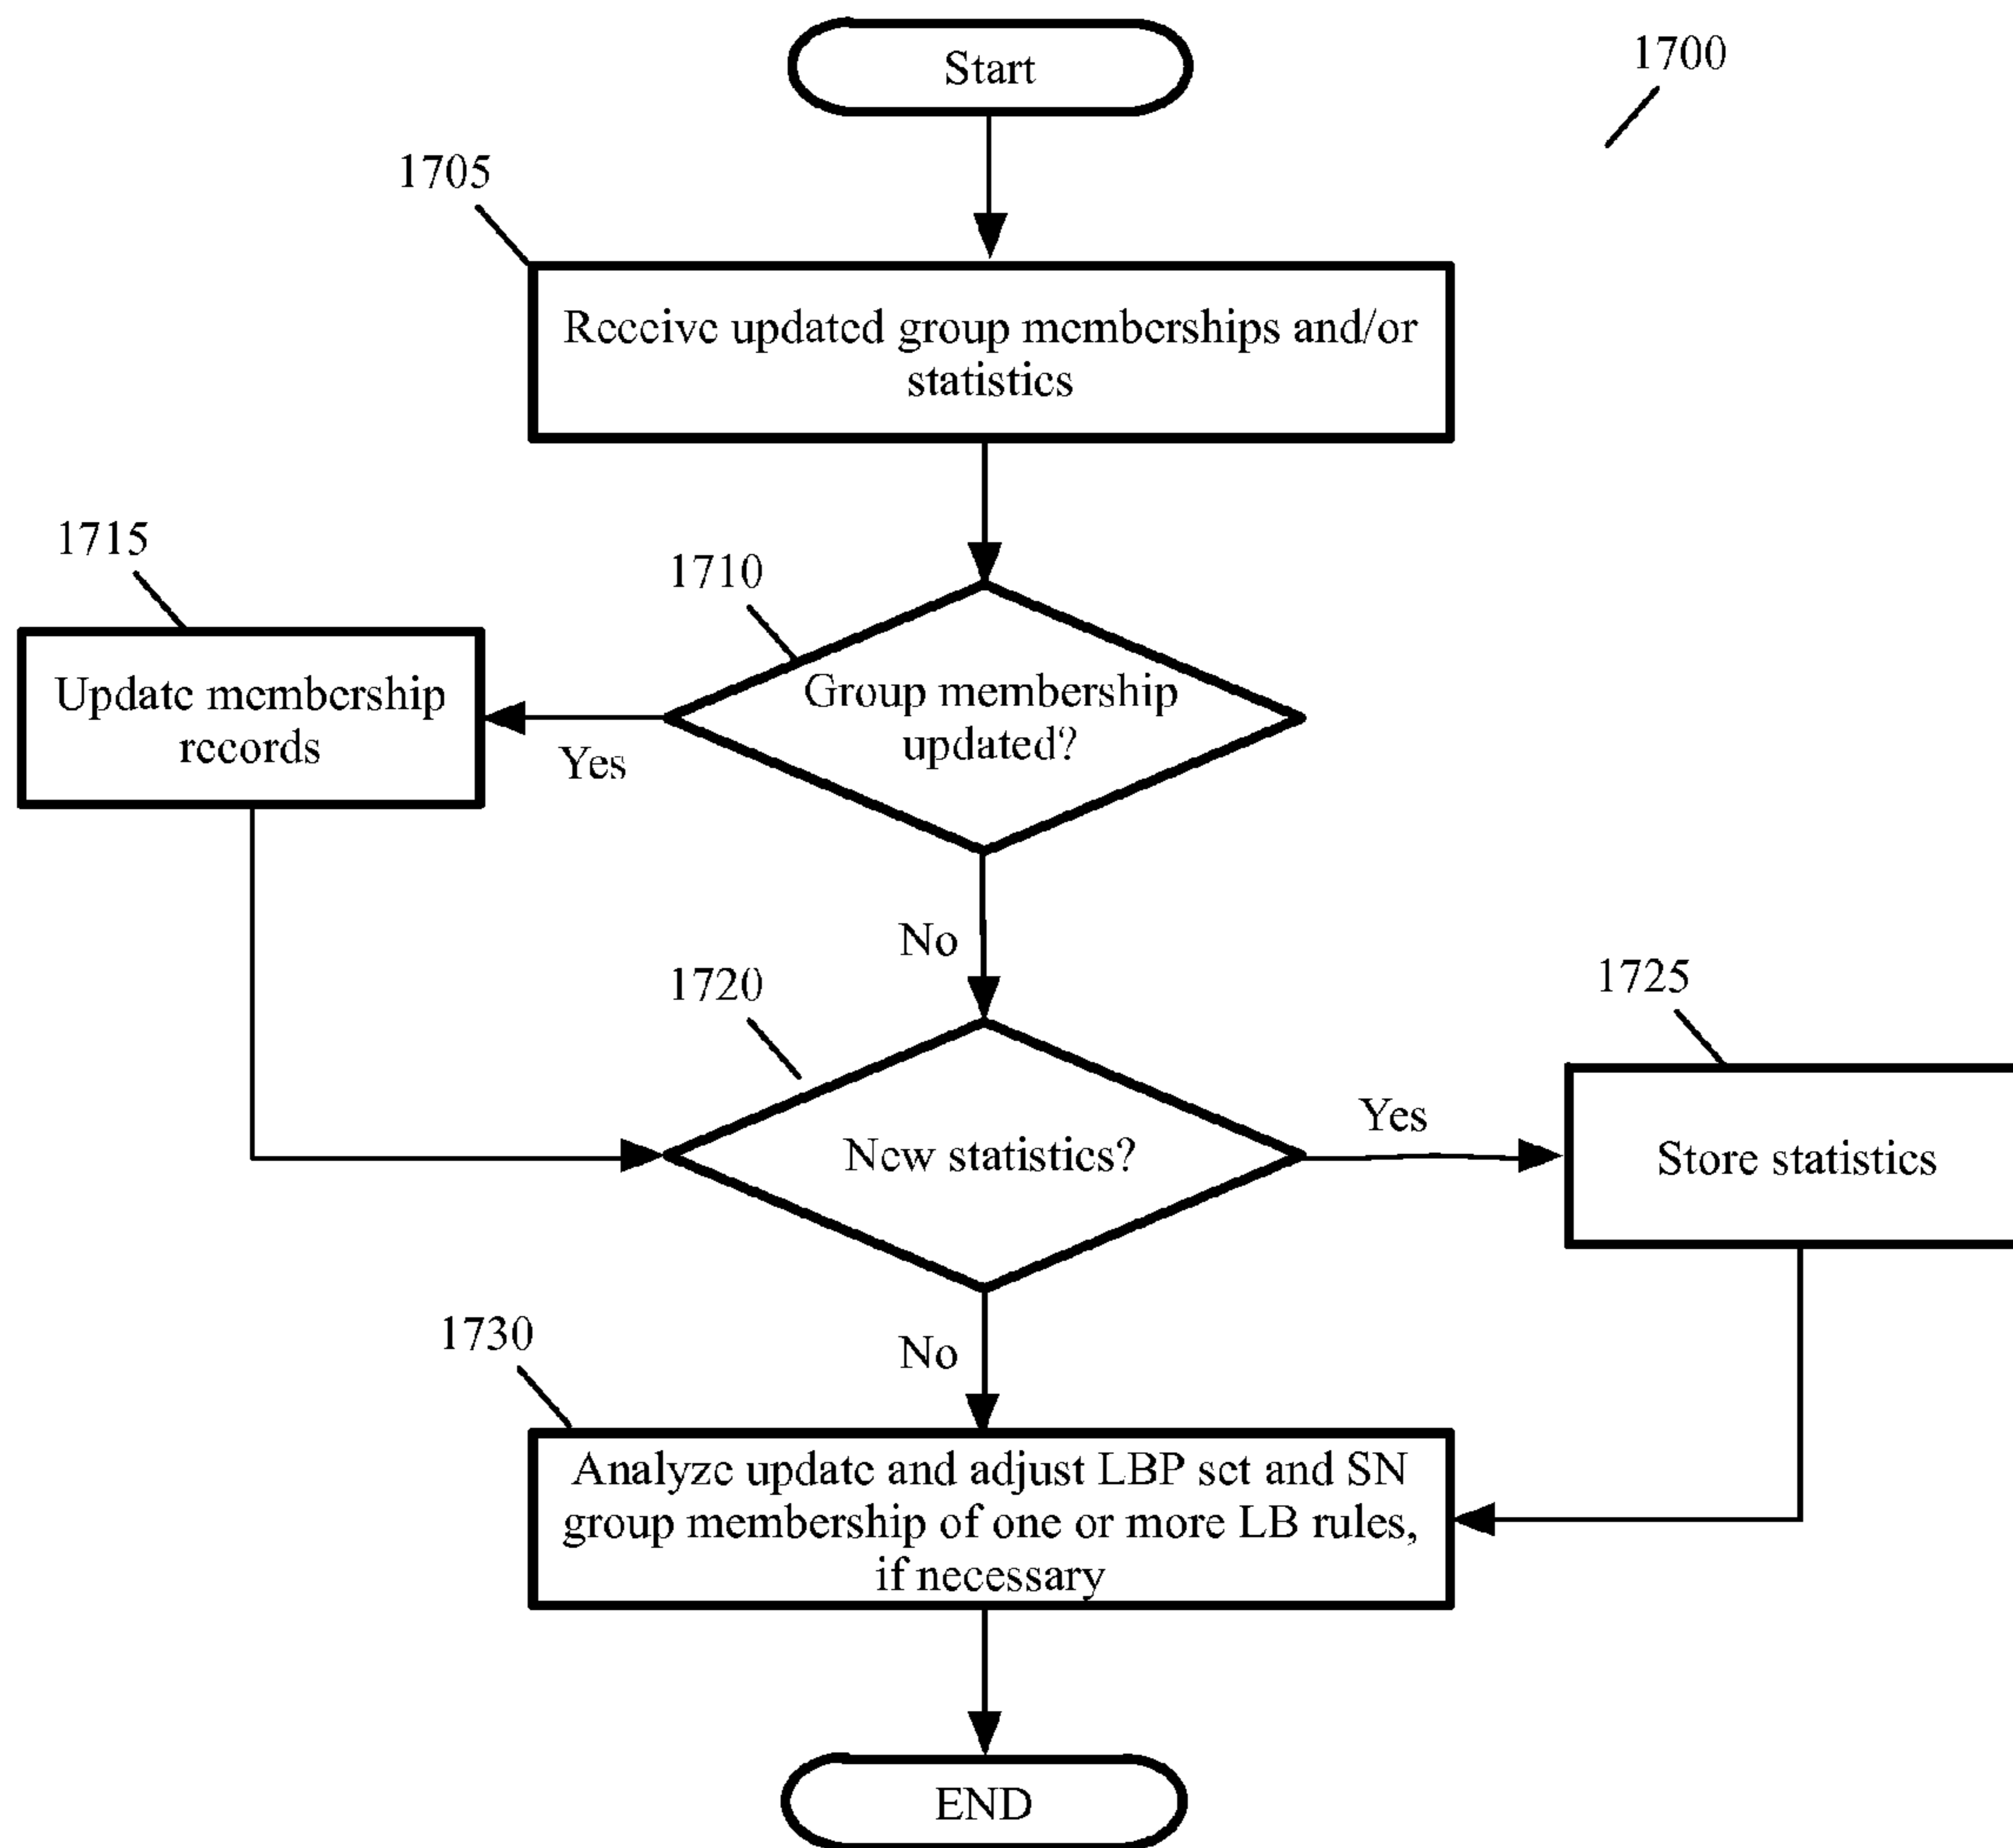 Start
1700
1705
Receive updated group memberships and/or
statistics
1715
1710
Update membership
records
Group membership
updated?
Yes
No
1720
1725
New statistics?
Yes
Store statistics
1730
No
Analyze update and adjust LBP set and SN
group membership of one or more LB rules,
if necessary
END